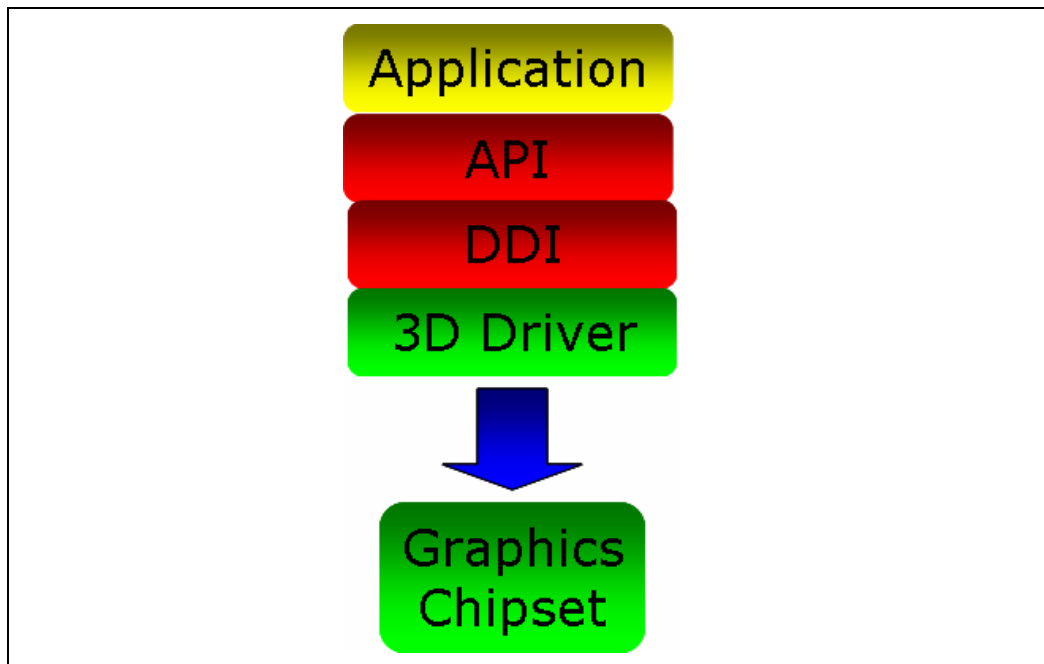 Application
API
DDI
3D Driver
Graphics
Chipset